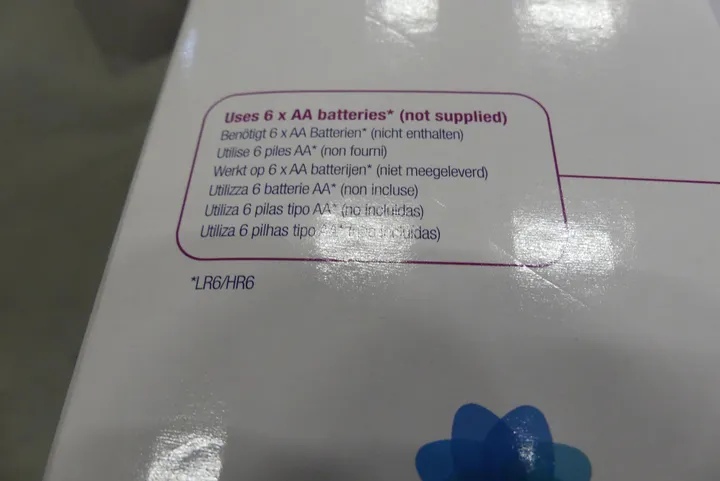 Uses 6 x AA batteries* (not supplied)
Benötigt 6 x AA Batterien* (nicht enthalten)
Utilise 6 piles AA* (non fourni)
Werkt op 6 x AA batterijen* (niet meegeleverd)
Utilizza 6 batterie AA* (non incluse)
Utiliza 6 pilas tipo AA* (no incluidas)
Utiliza 6 pilhas tipo AA* incluidas)
*LR6/HR6